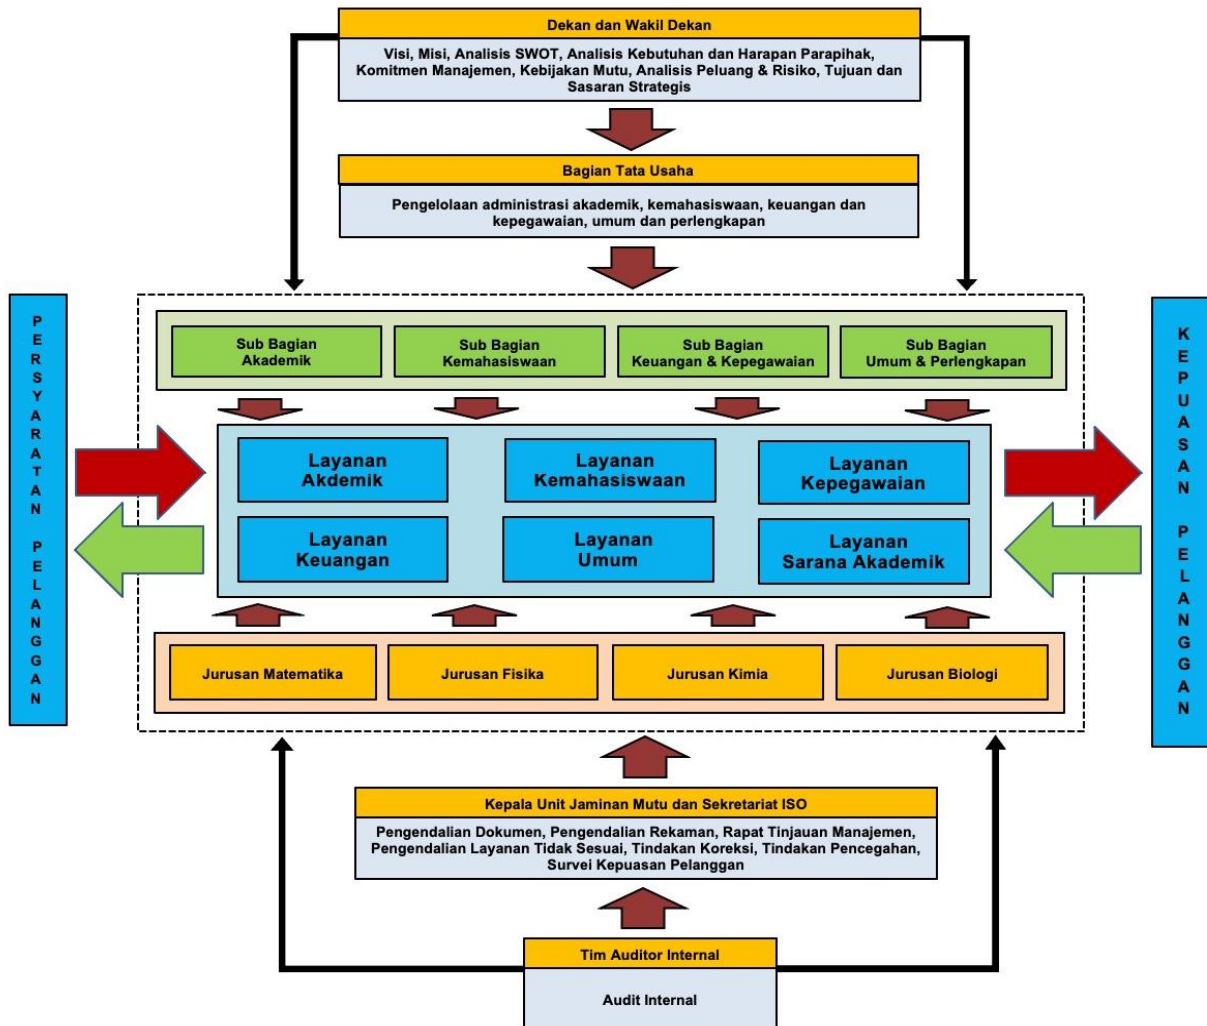 Dekan dan Wakil Dekan
Visi, Misi, Analisis SWOT, Analisis Kebutuhan dan Harapan Parapihak,
Komitmen Manajemen, Kebijakan Mutu, Analisis Peluang & Risiko, Tujuan dan
Sasaran Strategis
Bagian Tata Usaha
Pengelolaan administrasi akademik, kemahasiswaan, keuangan dan
kepegawaian, umum dan perlengkapan
PERSYARATAN PELANGGAN
Sub Bagian
Akademik
Sub Bagian
Kemahasiswaan
Sub Bagian
Keuangan & Kepegawaian
Sub Bagian
Umum & Perlengkapan
Layanan
Akdemik
Layanan
Kemahasiswaan
Layanan
Kepegawaian
Layanan
Keuangan
Layanan
Umum
Layanan
Sarana Akademik
Jurusan Matematika
Jurusan Fisika
Jurusan Kimia
Jurusan Biologi
KEPUASAN PELANGGAN
Kepala Unit Jaminan Mutu dan Sekretariat ISO
Pengendalian Dokumen, Pengendalian Rekaman, Rapat Tinjauan Manajemen,
Pengendalian Layanan Tidak Sesuai, Tindakan Koreksi, Tindakan Pencegahan,
Survei Kepuasan Pelanggan
Tim Auditor Internal
Audit Internal